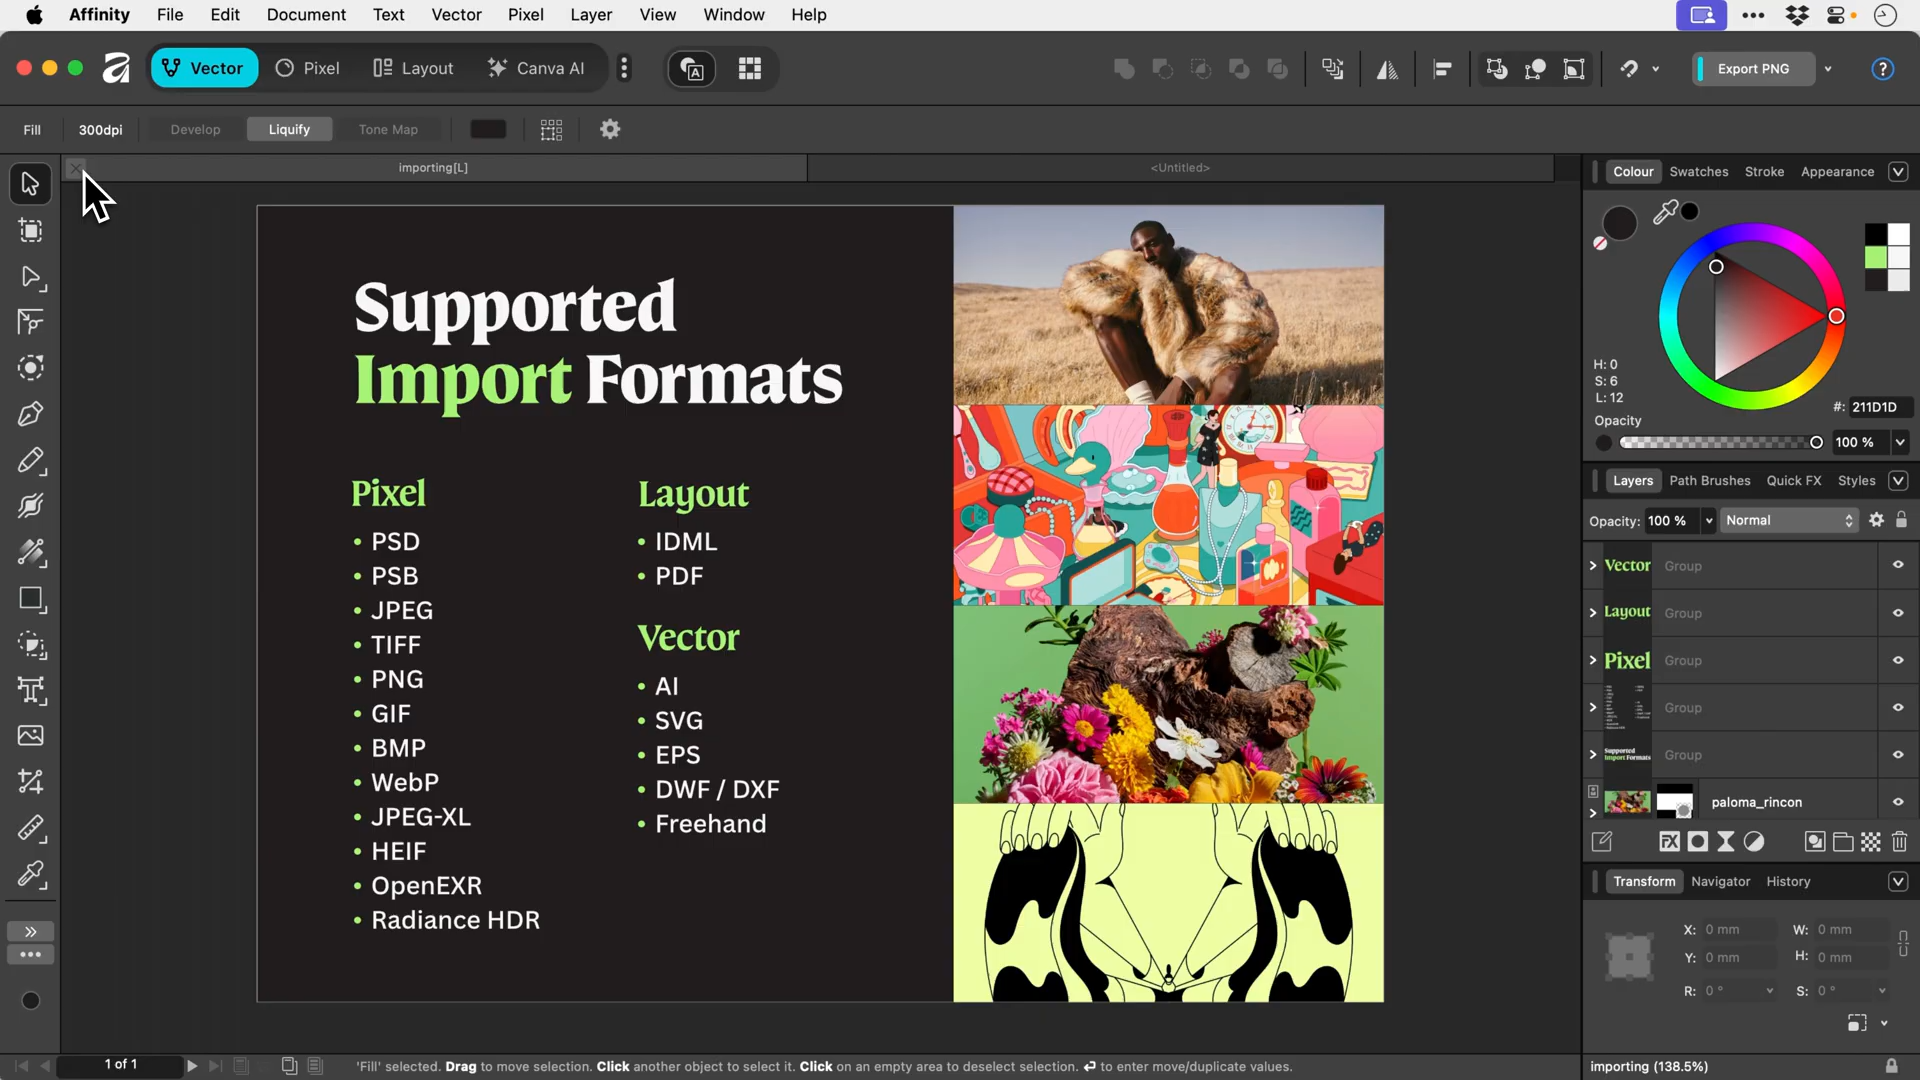 Affinity File Edit Document Text Vector Pixel Layer View Window Help
Vector Pixel Layout Canva AI Export PNG
Fill 300dpi Develop Liquify Tone Map
importing[L] <Untitled>
Supported
Import Formats
Pixel
• PSD
• PSB
• JPEG
• TIFF
• PNG
• GIF
• BMP
• WebP
• JPEG-XL
• HEIF
• OpenEXR
• Radiance HDR
Layout
• IDML
• PDF
Vector
• AI
• SVG
• EPS
• DWF / DXF
• Freehand
Colour Swatches Stroke Appearance
H: 0
S: 6
L: 12
#: 211D1D
Opacity
100 %
Layers Path Brushes Quick FX Styles
Opacity: 100 % Normal
Vector Group
Layout Group
Pixel Group
Group
Supported
Import Formats
Group
paloma_rincon
Transform Navigator History
X: 0 mm W: 0 mm
Y: 0 mm H: 0 mm
R: 0 ° S: 0 °
1 of 1
'Fill' selected. Drag to move selection. Click another object to select it. Click on an empty area to deselect selection. ↩ to enter move/duplicate values.
importing (138.5%)